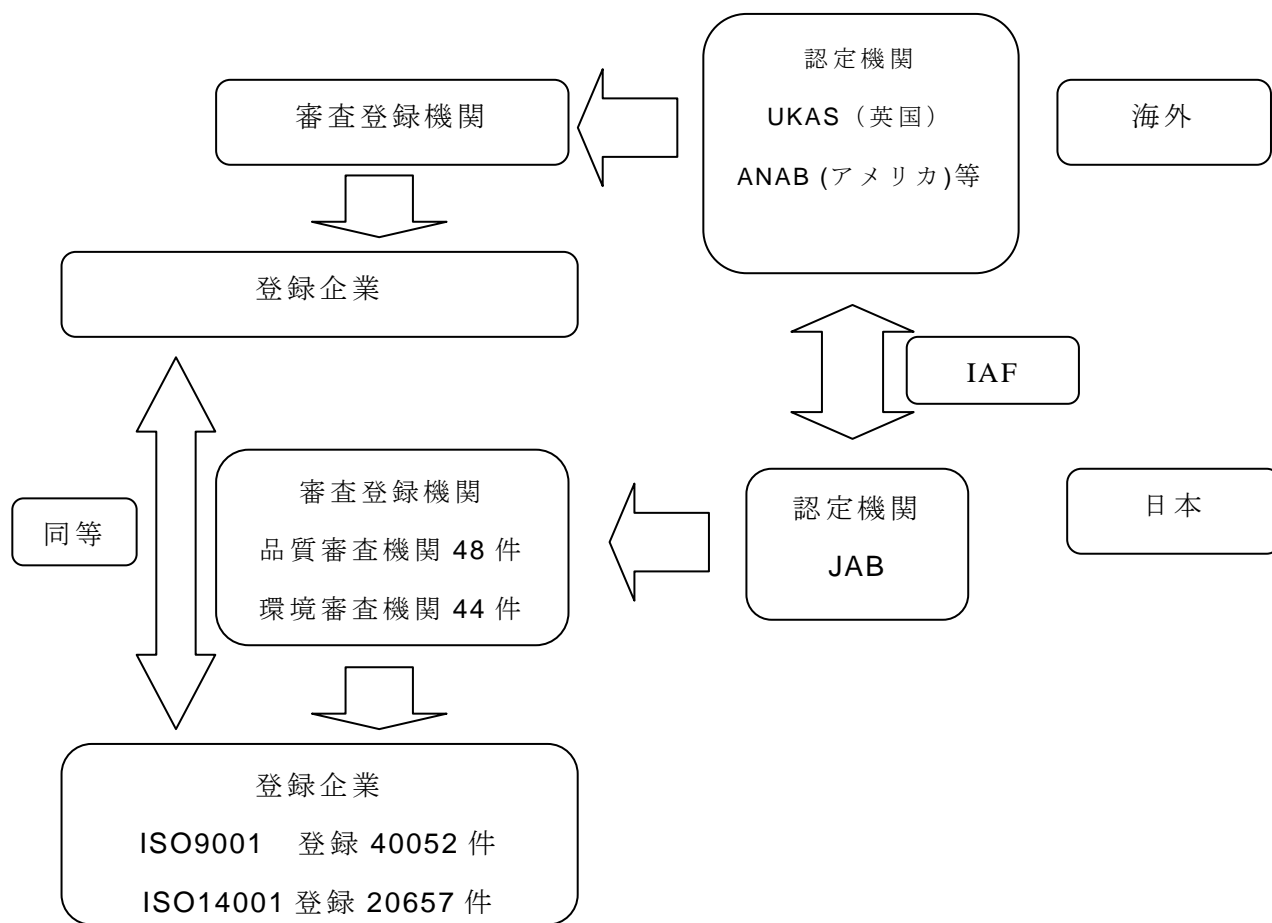 認定機関
UKAS（英国）
ANAB (アメリカ)等
審査登録機関
海外
登録企業
IAF
同等
審査登録機関
品質審査機関 48 件
環境審査機関 44 件
認定機関
JAB
日本
登録企業
ISO9001 登録 40052 件
ISO14001 登録 20657 件